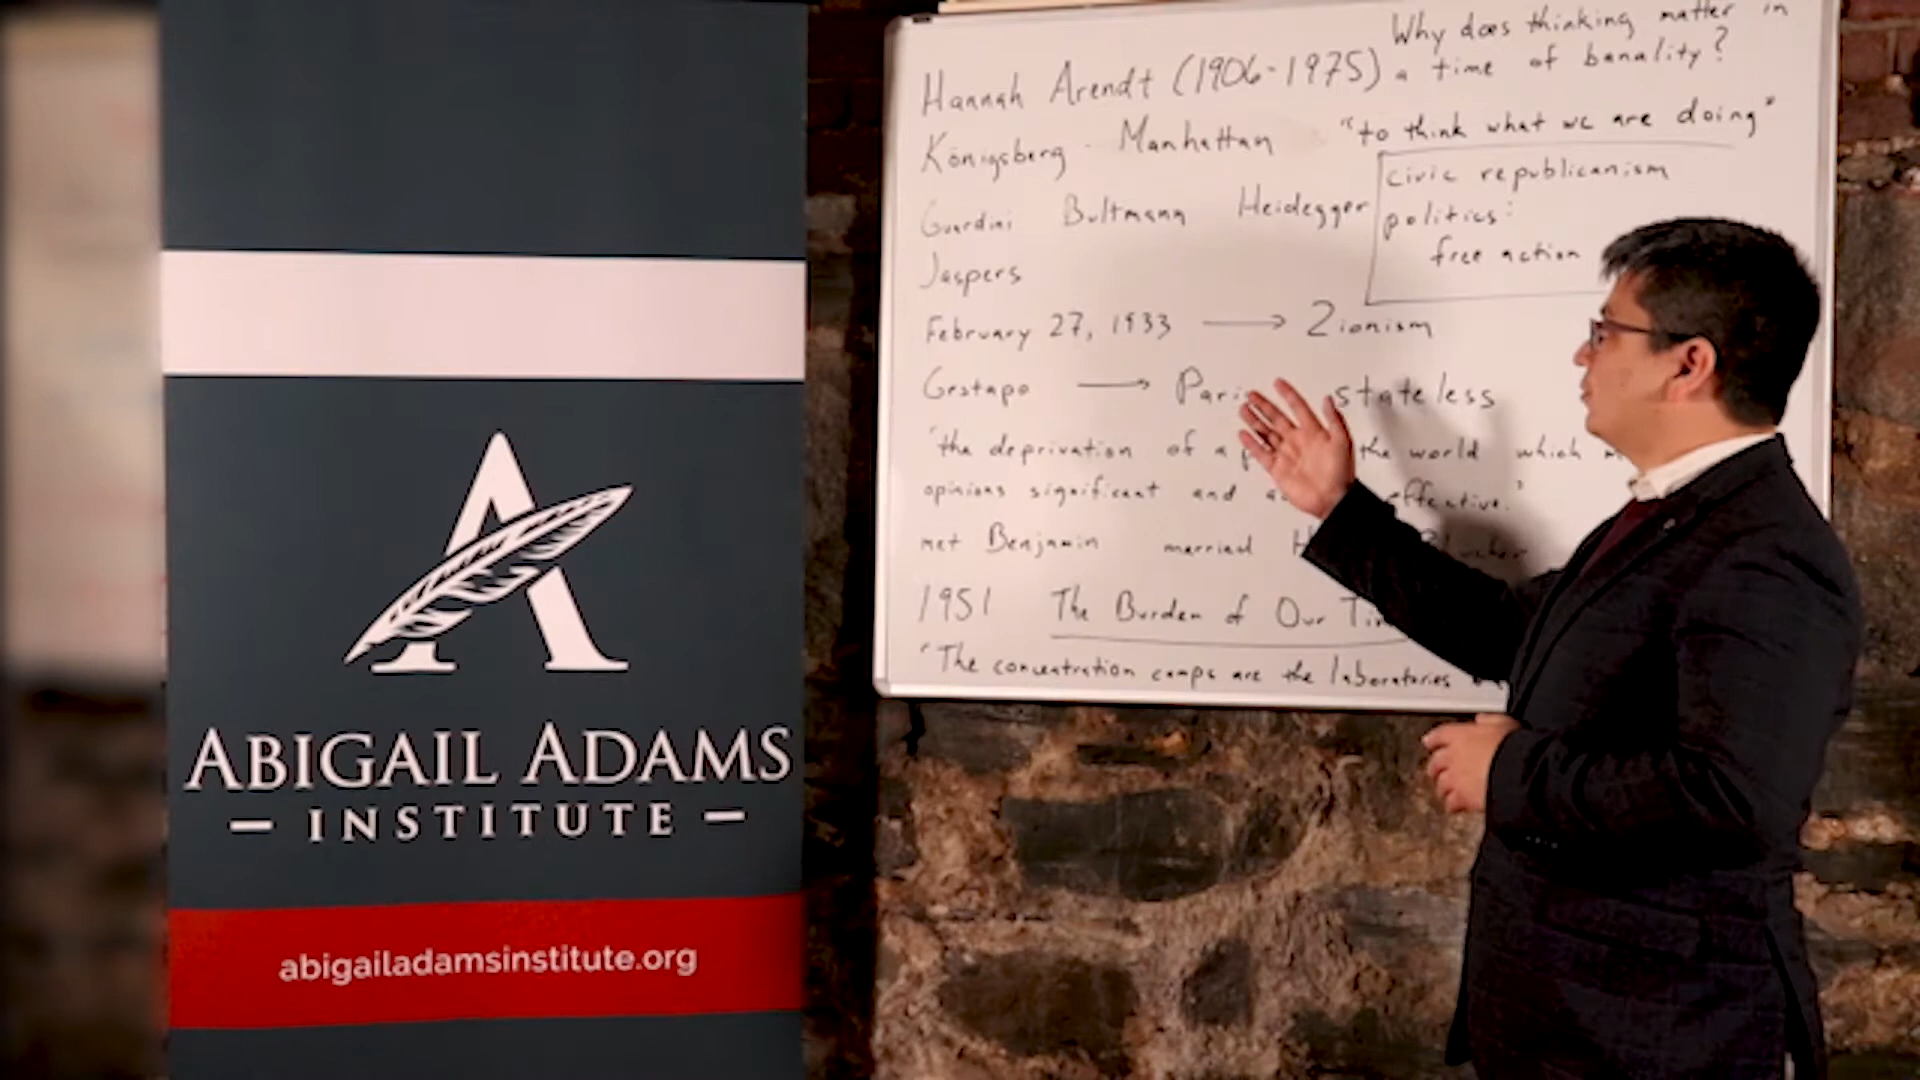 ABIGAIL ADAMS
INSTITUTE
abigailadamsinstitute.org
Why does thinking matter in
a time of banality?
Hannah Arendt (1906-1975)
Königsberg - Manhattan
"to think what we are doing"
civic republicanism
politics:
free action
Guardini Bultmann Heidegger
Jaspers
February 27, 1933 → Zionism
Gestapo → Paris stateless
"the deprivation of a the world which
opinions significant and effective."
met Benjamin married Blucher
1951 The Burden of Our
"The concentration camps are the laboratories